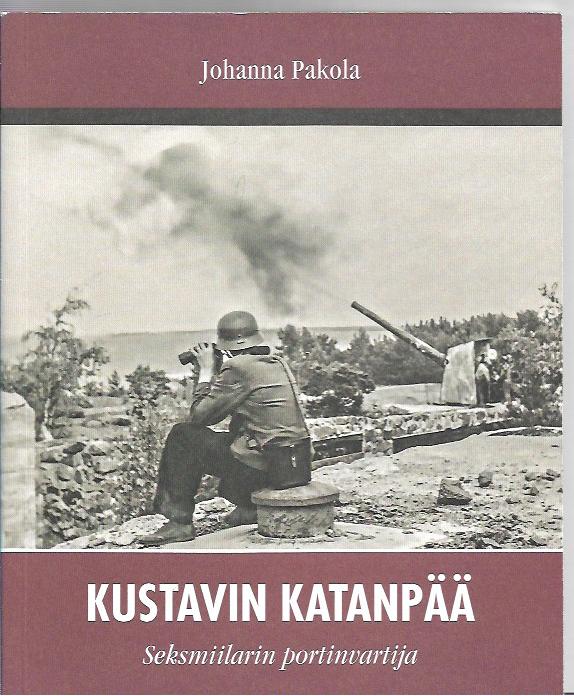 Johanna Pakola
KUSTAVIN KATANPÄÄ
Seksmiilarin portinvartija